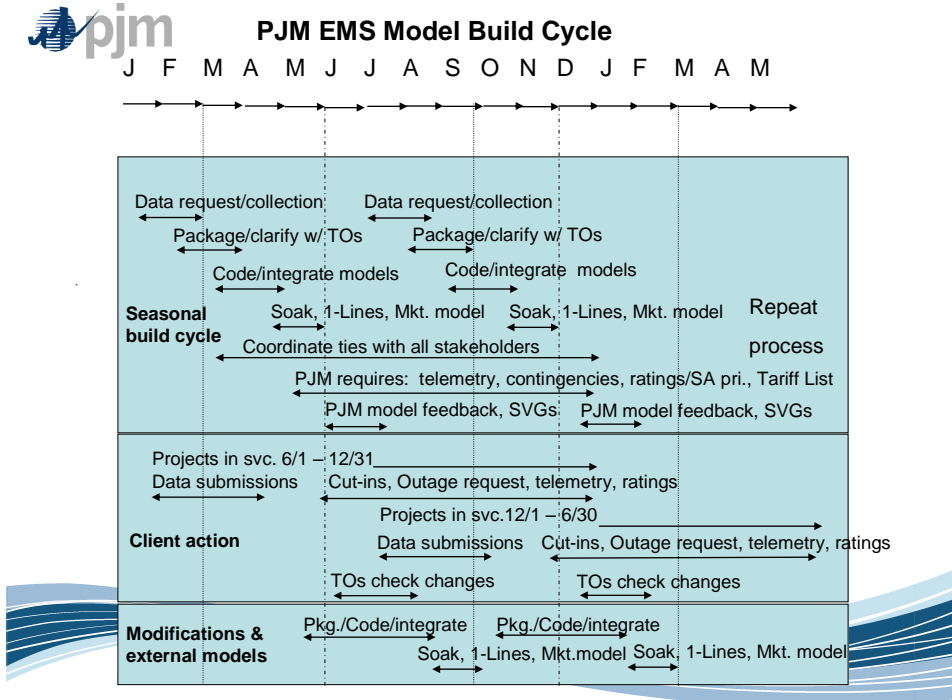 pjm
PJM EMS Model Build Cycle
J F M A M J J A S O N D J F M A M
Data request/collection Data request/collection
Package/clarify w/ TOs Package/clarify w/ TOs
Code/integrate models Code/integrate models
Seasonal
build cycle
Soak, 1-Lines, Mkt. model Soak, 1-Lines, Mkt. model
Repeat
process
Coordinate ties with all stakeholders
PJM requires: telemetry, contingencies, ratings/SA pri., Tariff List
PJM model feedback, SVGs PJM model feedback, SVGs
Projects in svc. 6/1 – 12/31
Data submissions Cut-ins, Outage request, telemetry, ratings
Projects in svc.12/1 – 6/30
Client action
Data submissions Cut-ins, Outage request, telemetry, ratings
TOs check changes TOs check changes
Modifications &
external models
Pkg./Code/integrate Pkg./Code/integrate
Soak, 1-Lines, Mkt.model Soak, 1-Lines, Mkt. model